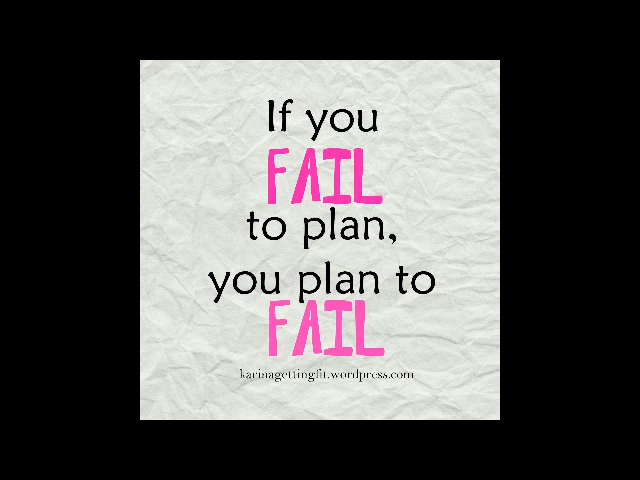 If you
FAIL
to plan,
you plan to
FAIL
karinagettingfit.wordpress.com